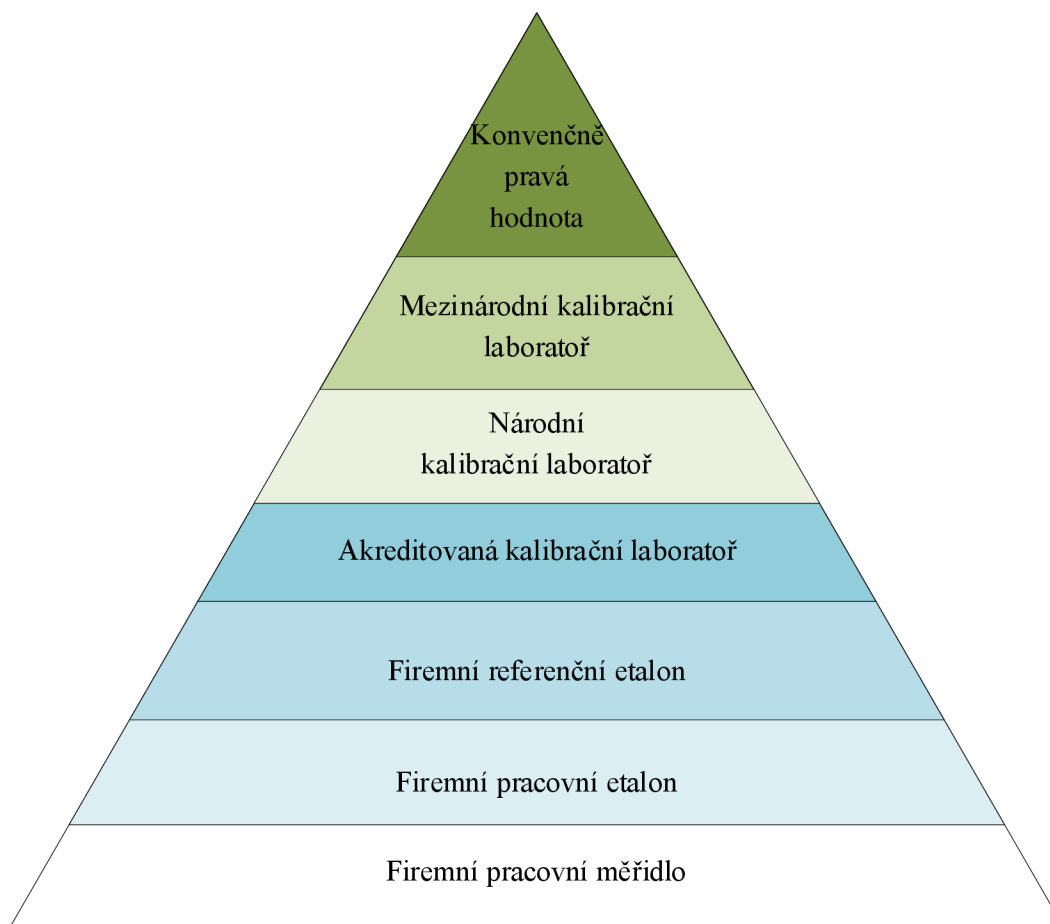 Konvenčně
pravá
hodnota
Mezinárodní kalibrační
laboratoř
Národní
kalibrační laboratoř
Akreditovaná kalibrační laboratoř
Firemní referenční etalon
Firemní pracovní etalon
Firemní pracovní měřidlo